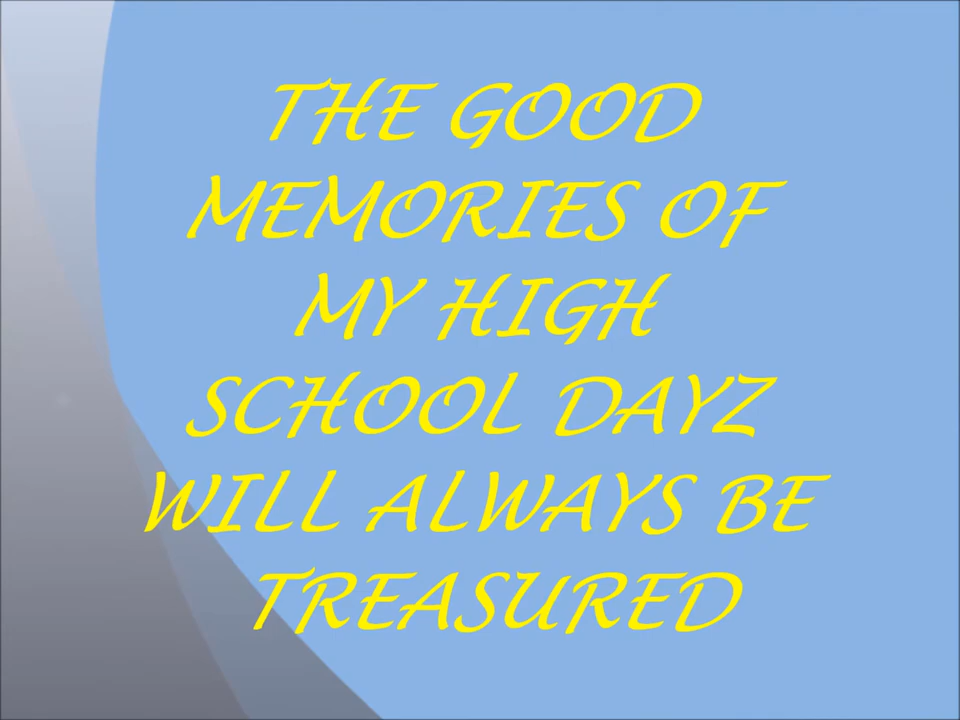 THE GOOD
MEMORIES OF
MY HIGH
SCHOOL DAYZ
WILL ALWAYS BE
TREASURED